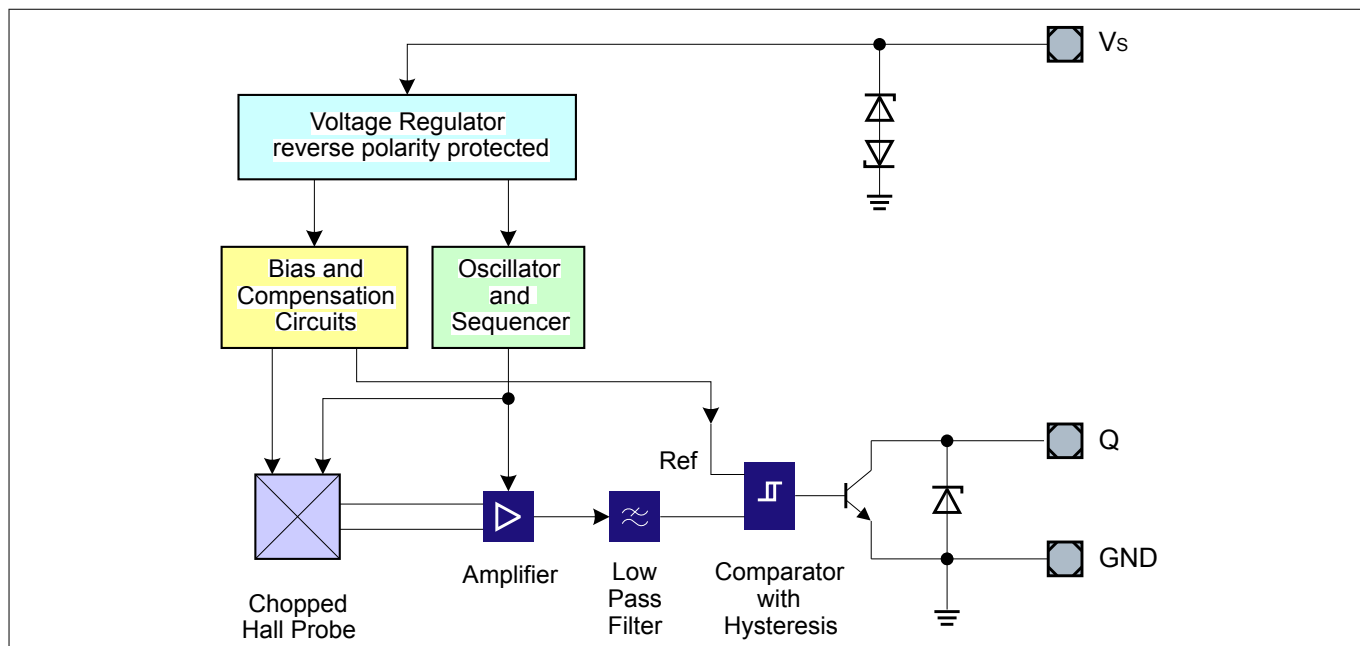 Vs
Voltage Regulator
reverse polarity protected
Bias and
Compensation
Circuits
Oscillator
and
Sequencer
Ref
Q
GND
Amplifier
Low
Pass
Filter
Comparator
with
Hysteresis
Chopped
Hall Probe